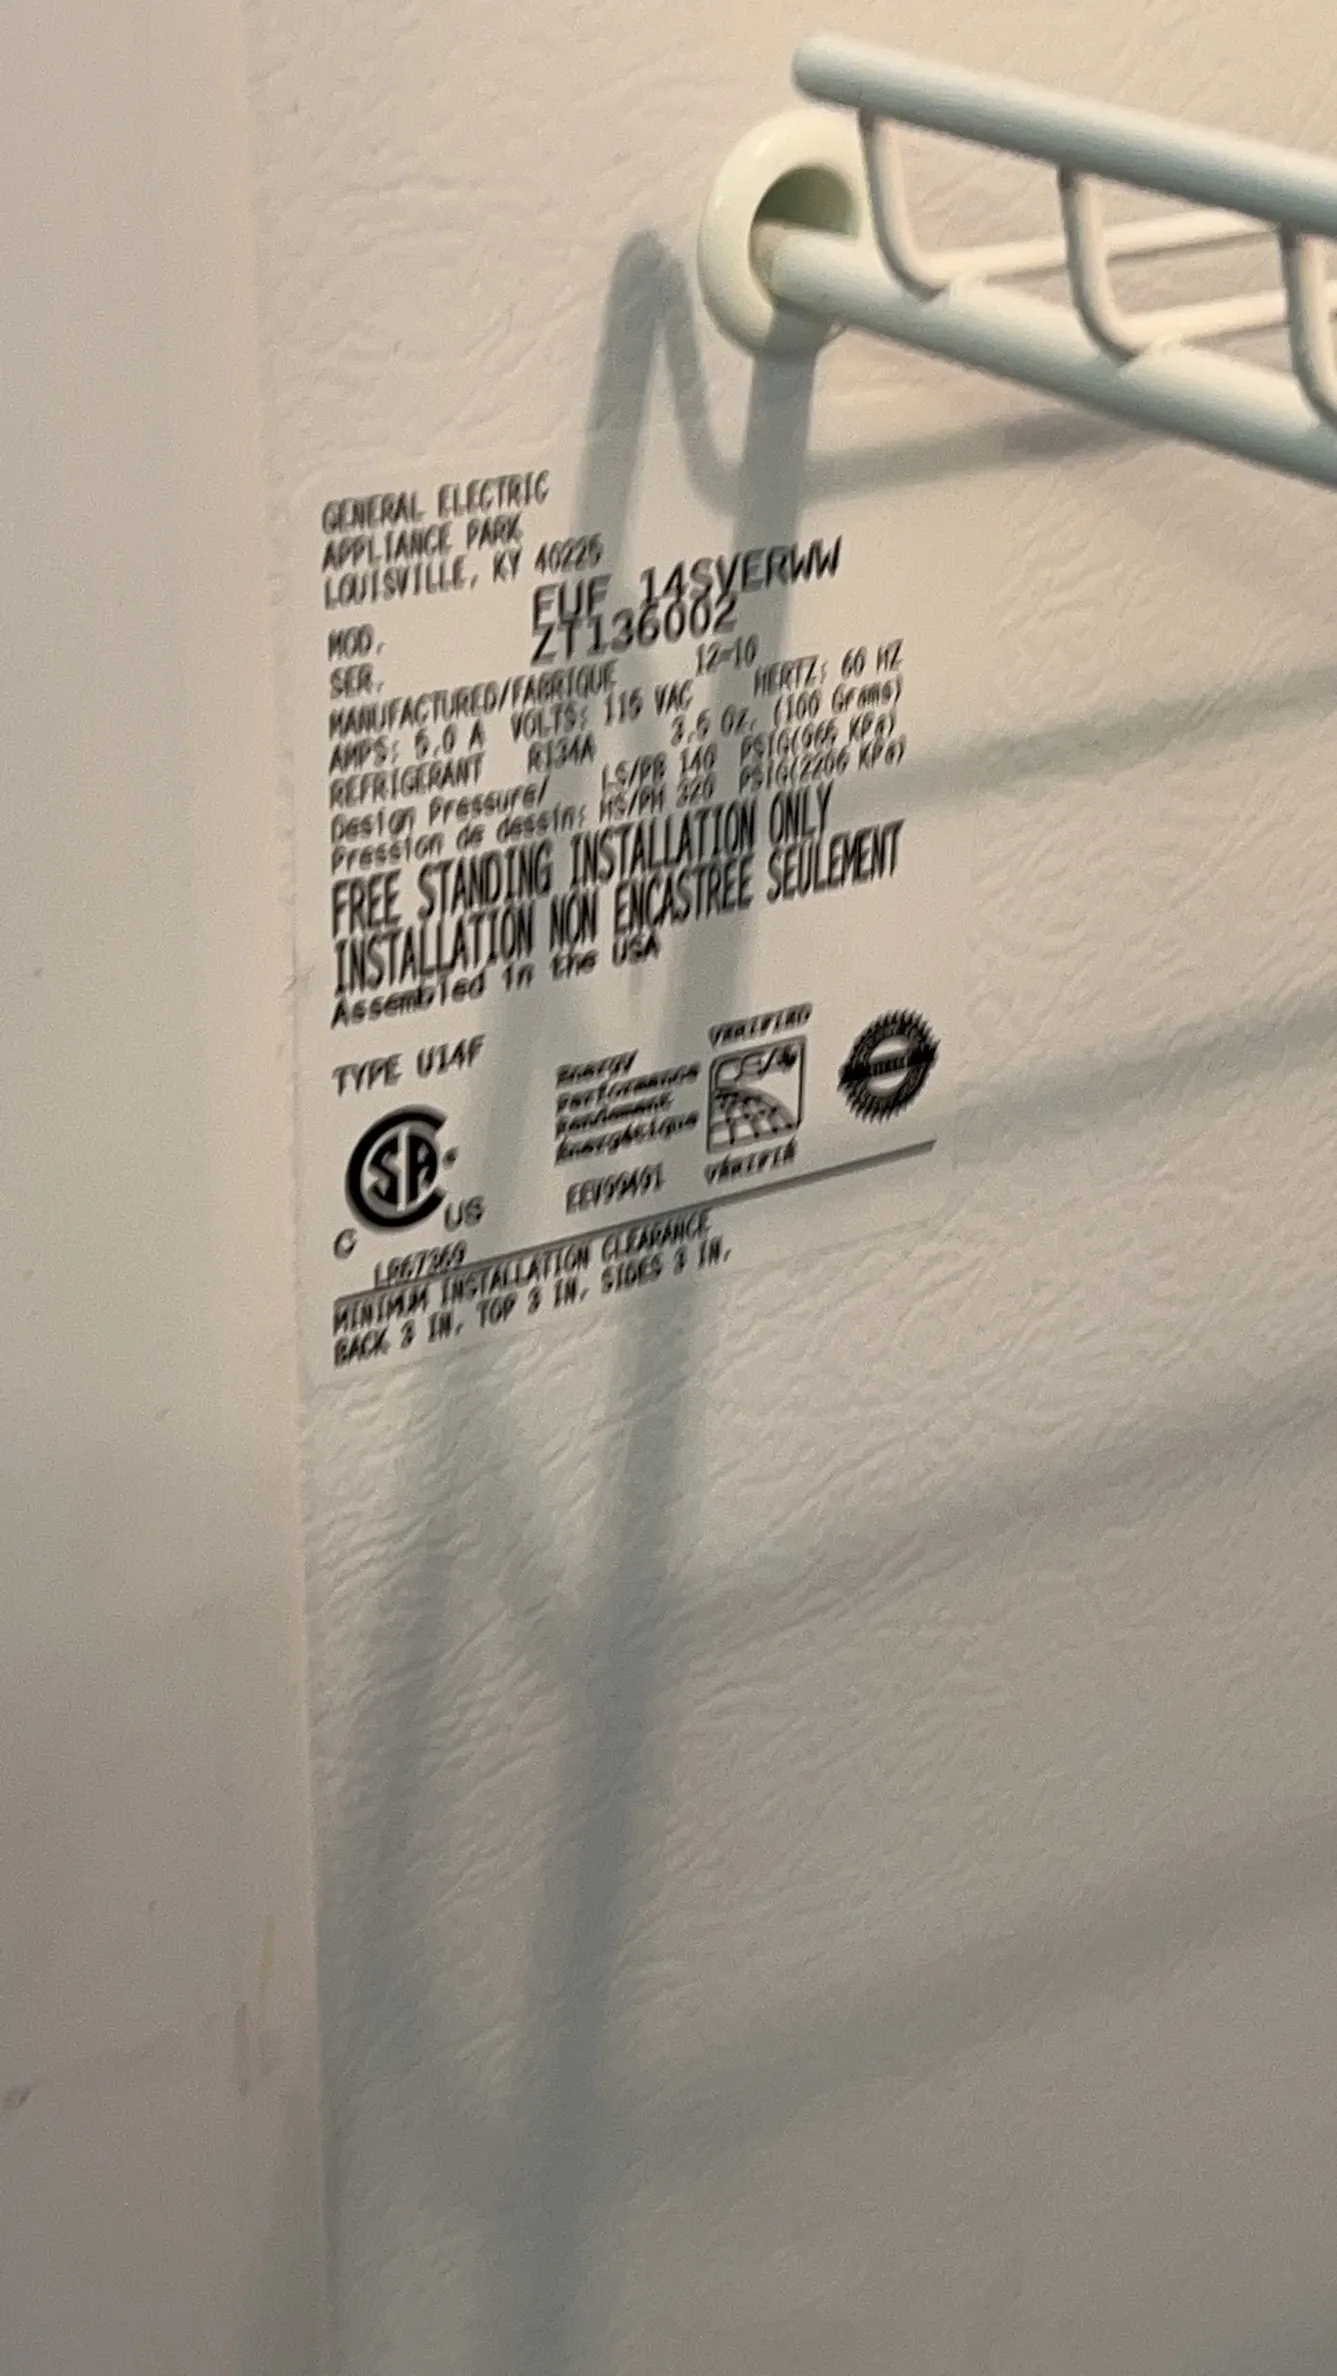 GENERAL ELECTRIC
APPLIANCE PARK
LOUISVILLE, KY 40225
MOD. FUF 14SVERWW
SER. ZT136002
MANUFACTURED/FABRIQUE 12-10
AMPS: 5.0 A VOLTS: 115 VAC HERTZ: 60 HZ
REFRIGERANT R134A 3.5 Oz. (100 Grams)
Design Pressure/ LS/PB 140 PSIG(965 KPa)
Pression de dessin: HS/PH 320 PSIG(2206 KPa)
FREE STANDING INSTALLATION ONLY
INSTALLATION NON ENCASTREE SEULEMENT
Assembled in the USA
TYPE U14F
Energy
Performance
Rendement
Énergétique
EEV99491
VERIFIED
VÉRIFIÉ
C SA US
LR67369
MINIMUM INSTALLATION CLEARANCE
BACK 3 IN. TOP 3 IN. SIDES 3 IN.